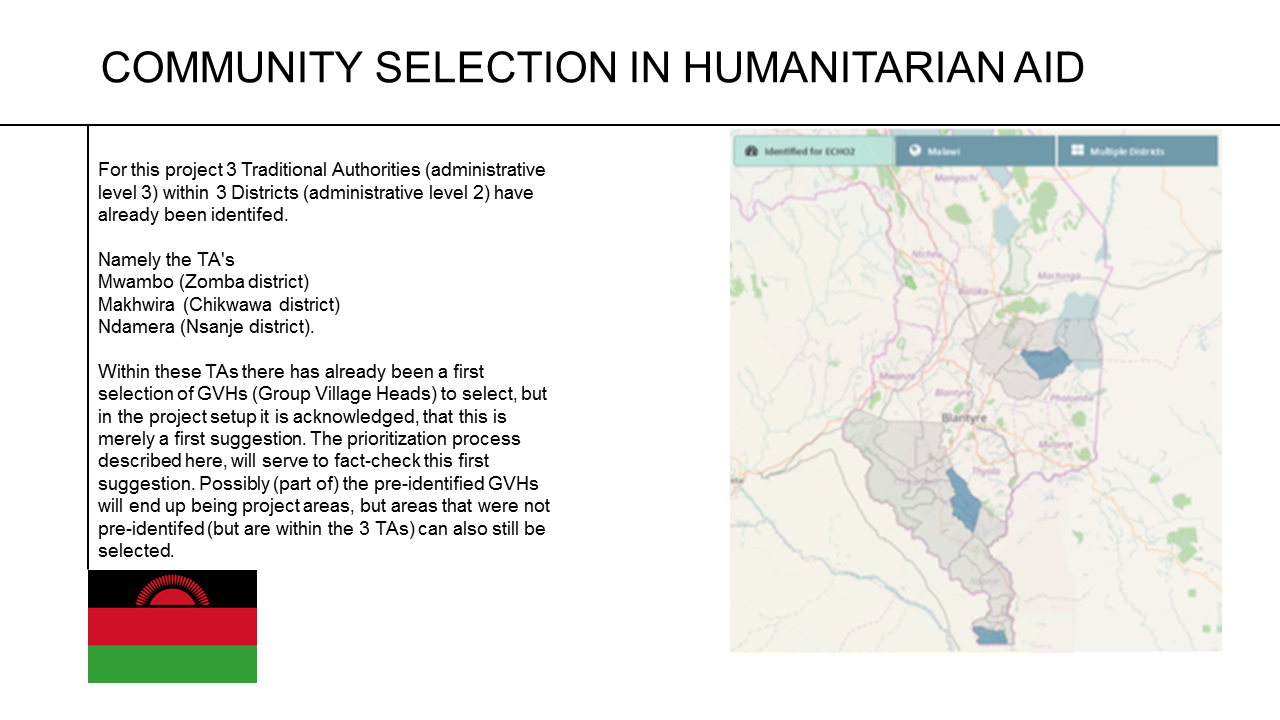 COMMUNITY SELECTION IN HUMANITARIAN AID
For this project 3 Traditional Authorities (administrative
level 3) within 3 Districts (administrative level 2) have
already been identifed.
Namely the TA's
Mwambo (Zomba district)
Makhwira (Chikwawa district)
Ndamera (Nsanje district).
Within these TAs there has already been a first
selection of GVHs (Group Village Heads) to select, but
in the project setup it is acknowledged, that this is
merely a first suggestion. The prioritization process
described here, will serve to fact-check this first
suggestion. Possibly (part of) the pre-identified GVHs
will end up being project areas, but areas that were not
pre-identifed (but are within the 3 TAs) can also still be
selected.
Identified for ECHO2
Malawi
Multiple Districts
Mangochi
Ntcheu
Machinga
Balaka
Mwanza
Blantyre
Phalombe
Blantyre
Mulanje
Thyolo
Nsanje